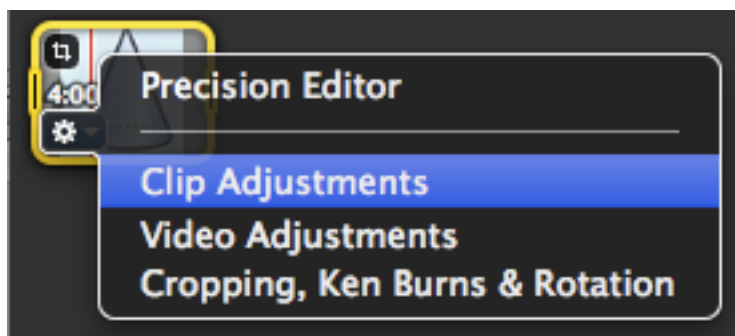 4:00
Precision Editor
Clip Adjustments
Video Adjustments
Cropping, Ken Burns & Rotation